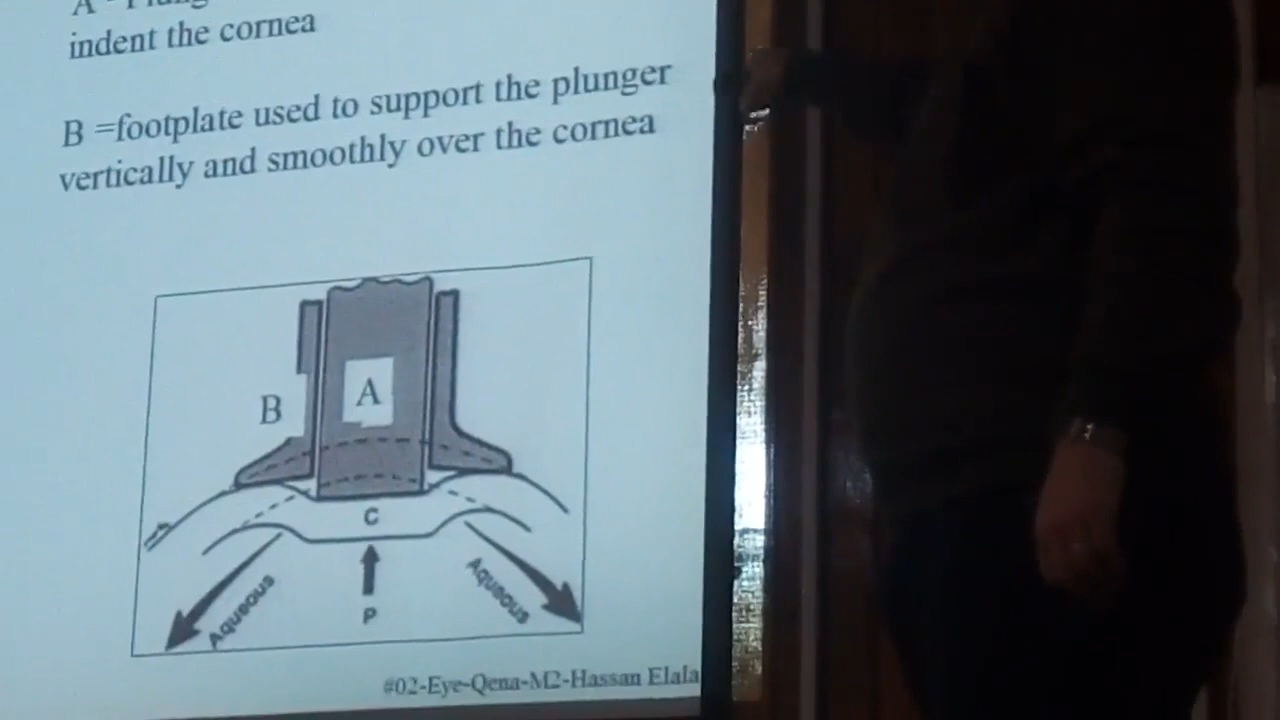 A
indent the cornea
B =footplate used to support the plunger
vertically and smoothly over the cornea
A
B
C
P
Aqueous
Aqueous
#02-Eye-Qena-M2-Hassan Elala